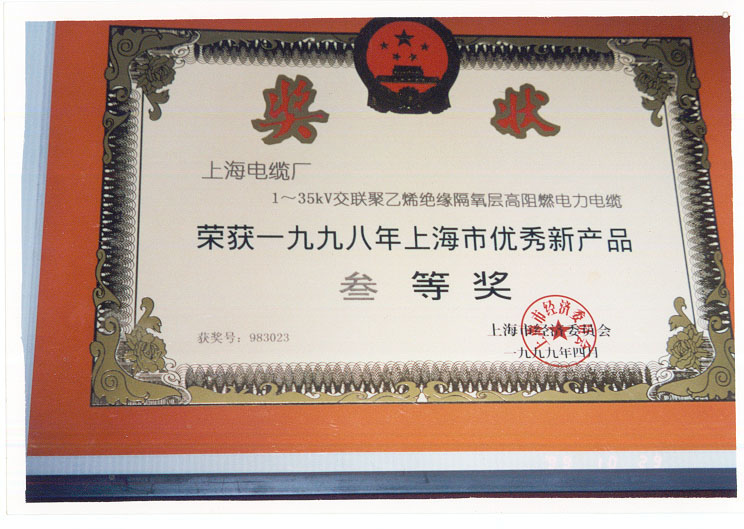 奖 状
上海电缆厂
1～35kV交联聚乙烯绝缘隔氧层高阻燃电力电缆
荣获一九九八年上海市优秀新产品
叁 等 奖
获奖号：983023
上海市经济委员会
一九九九年四月